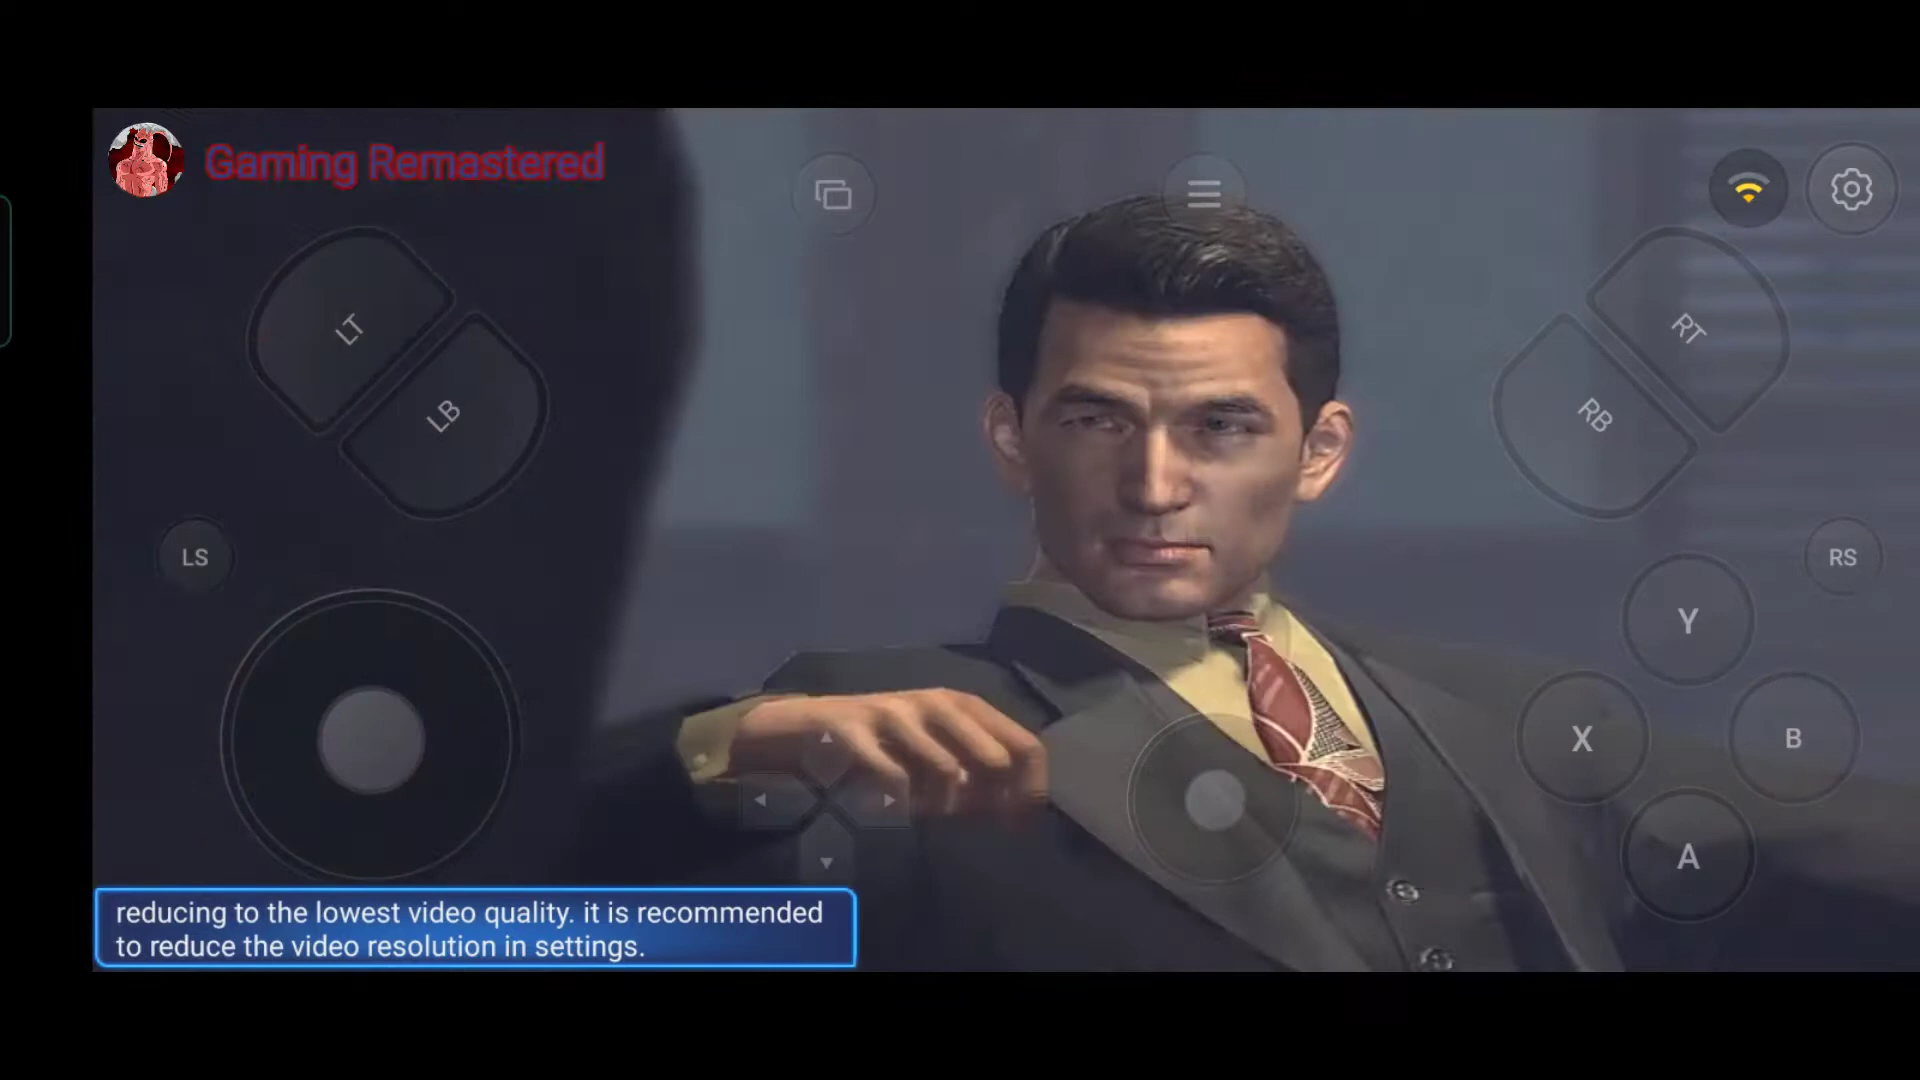 Gaming Remastered
LT
RT
LB
RB
LS
RS
Y
X
B
A
reducing to the lowest video quality. it is recommended
to reduce the video resolution in settings.